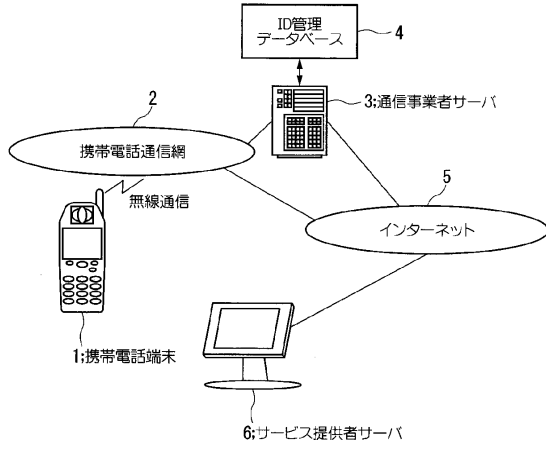 ID管理
データベース
4
3;通信事業者サーバ
2
携帯電話通信網
5
無線通信
インターネット
1;携帯電話端末
6;サービス提供者サーバ